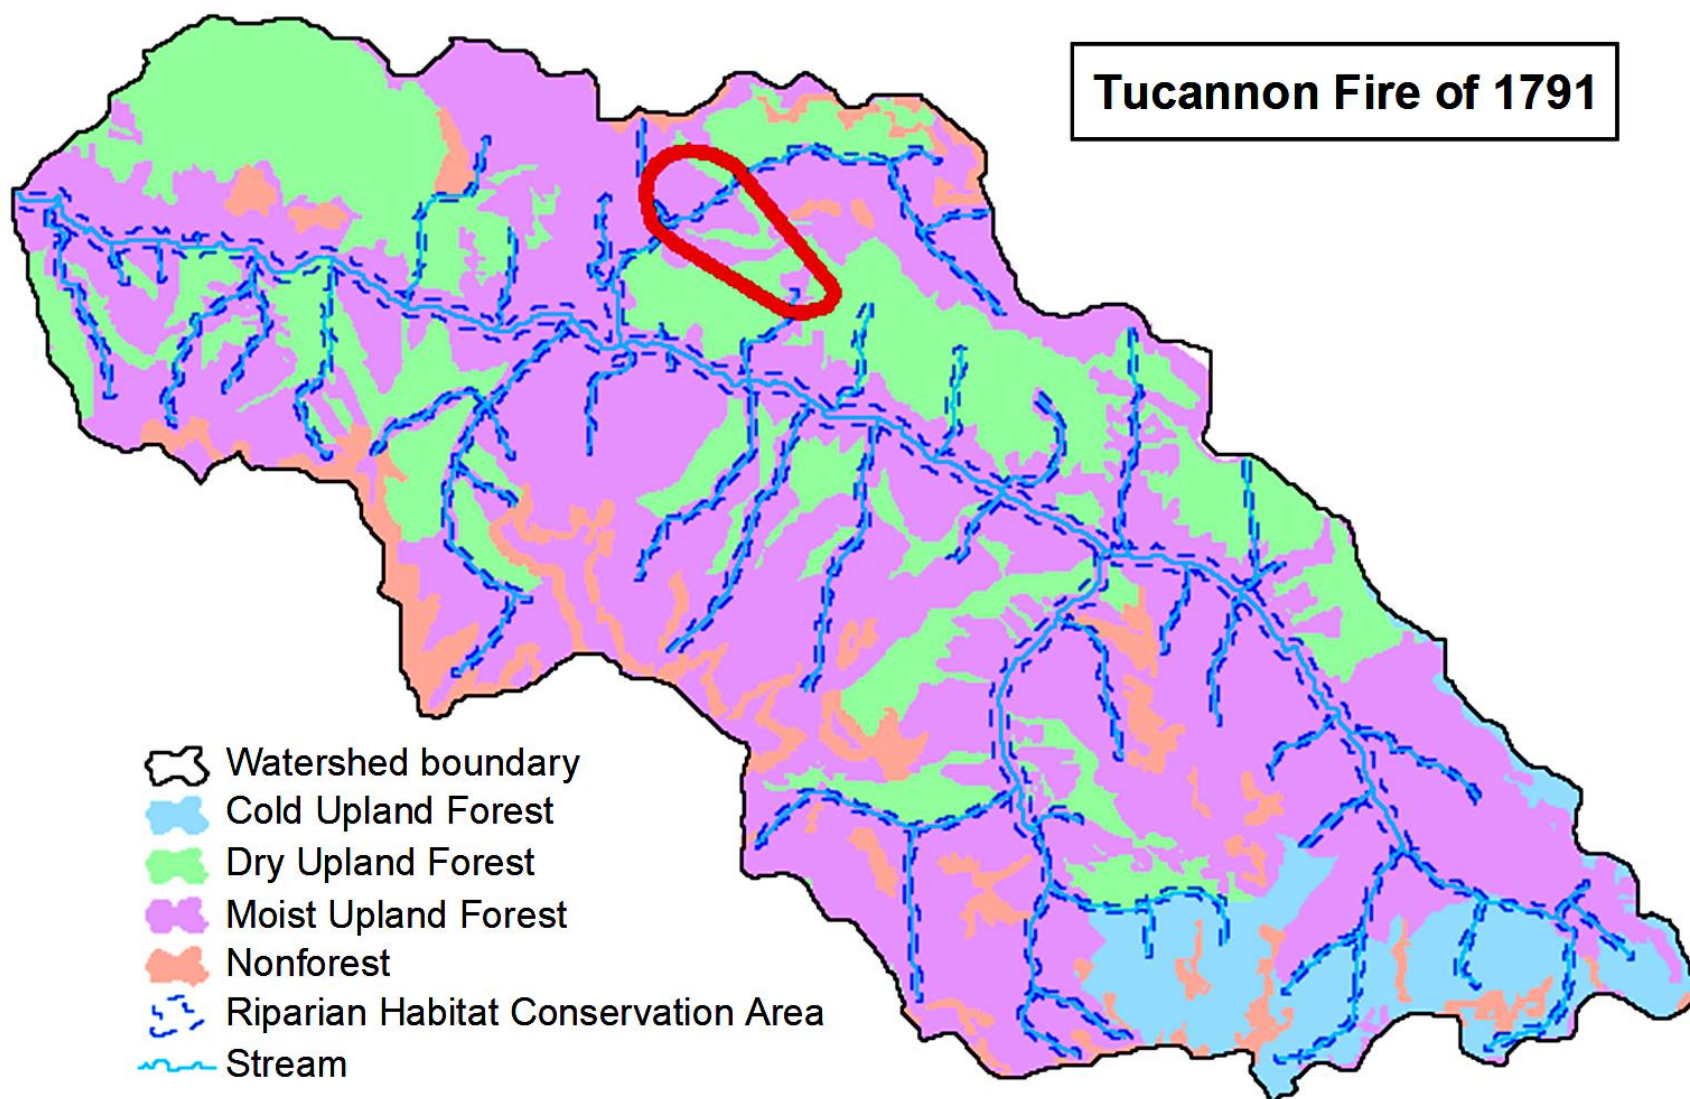 Tucannon Fire of 1791
Watershed boundary
Cold Upland Forest
Dry Upland Forest
Moist Upland Forest
Nonforest
Riparian Habitat Conservation Area
Stream